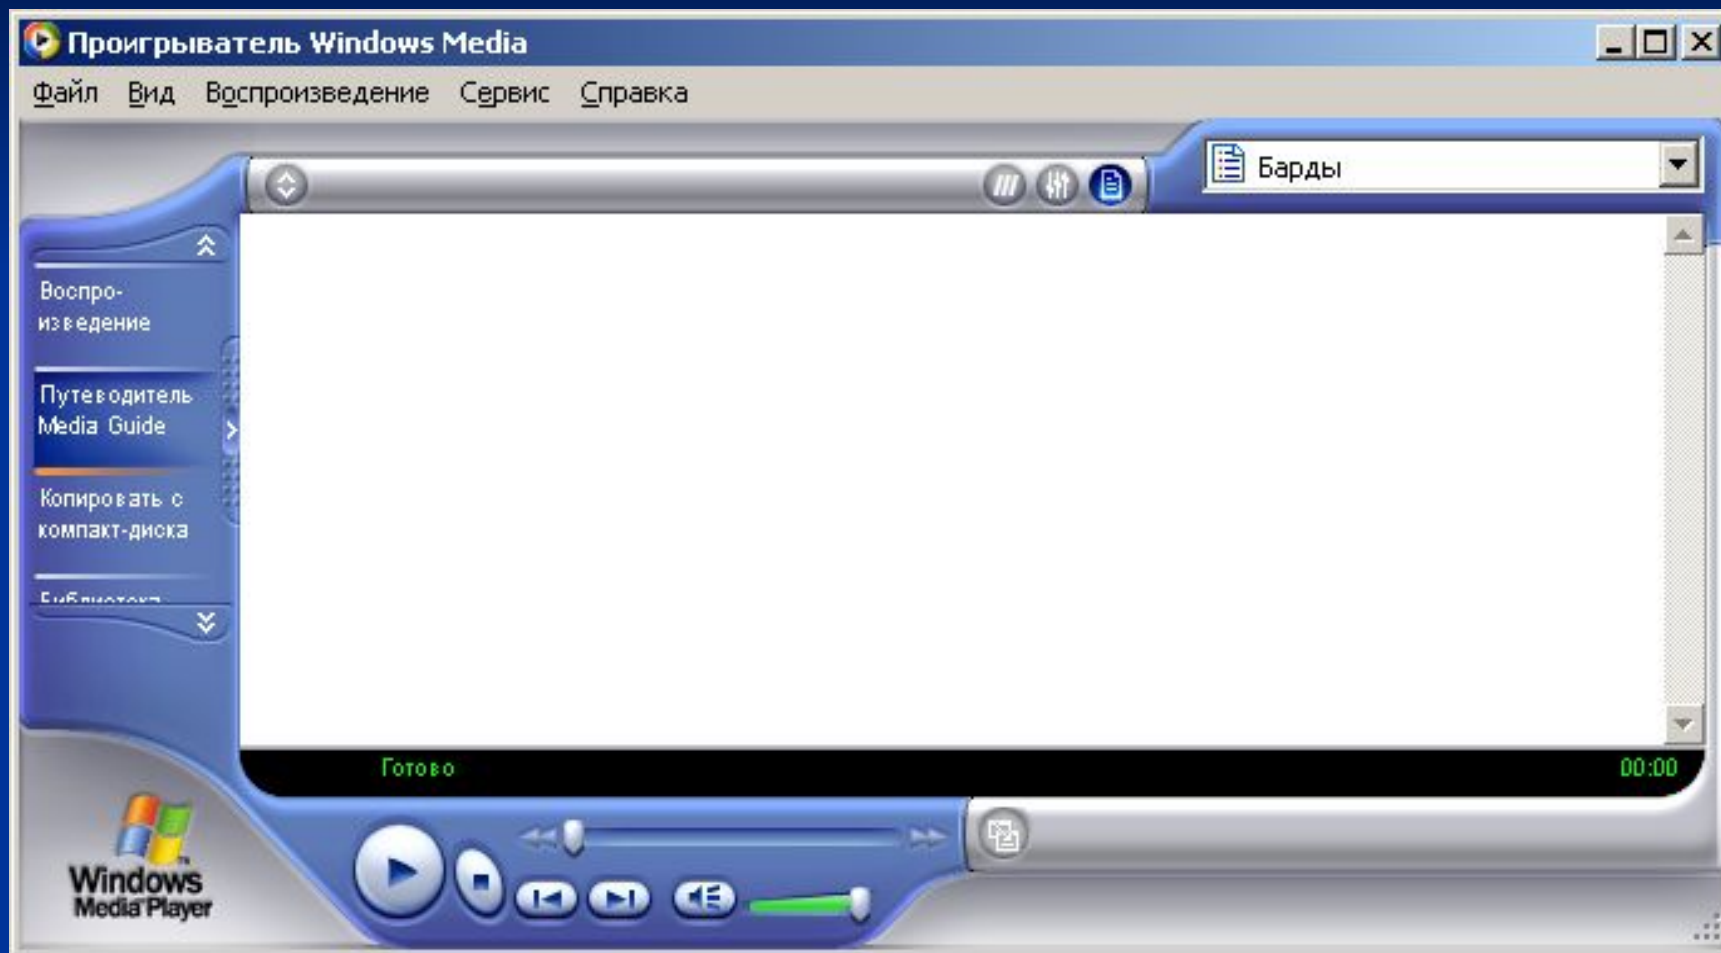 Проигрыватель Windows Media
Файл Вид Воспроизведение Сервис Справка
Барды
Воспро-
изведение
Путеводитель
Media Guide
Копировать с
компакт-диска
Библиотека
Готово 00:00
Windows
Media Player